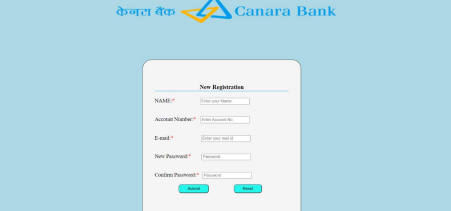 केनरा बैंक Canara Bank
New Registration
NAME:* Enter your Name
Account Number:* Enter Account No
E-mail:* Enter your mail id
New Password:* Password
Confirm Password:* Password
Submit Reset